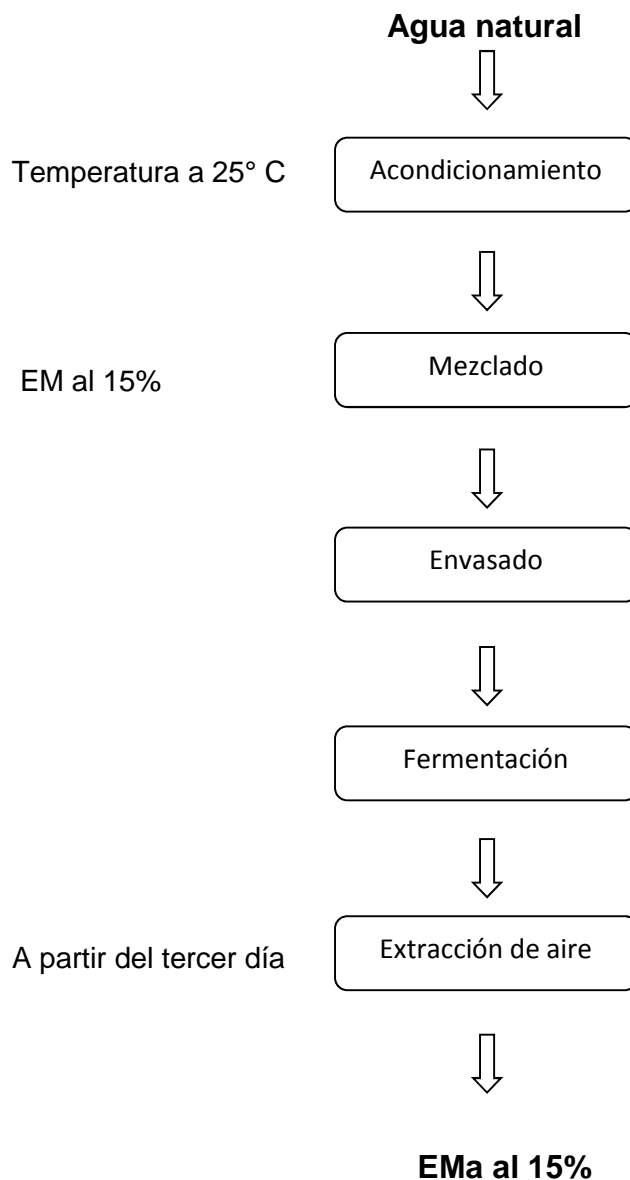 Agua natural
Temperatura a 25° C
Acondicionamiento
EM al 15%
Mezclado
Envasado
Fermentación
A partir del tercer día
Extracción de aire
EMa al 15%